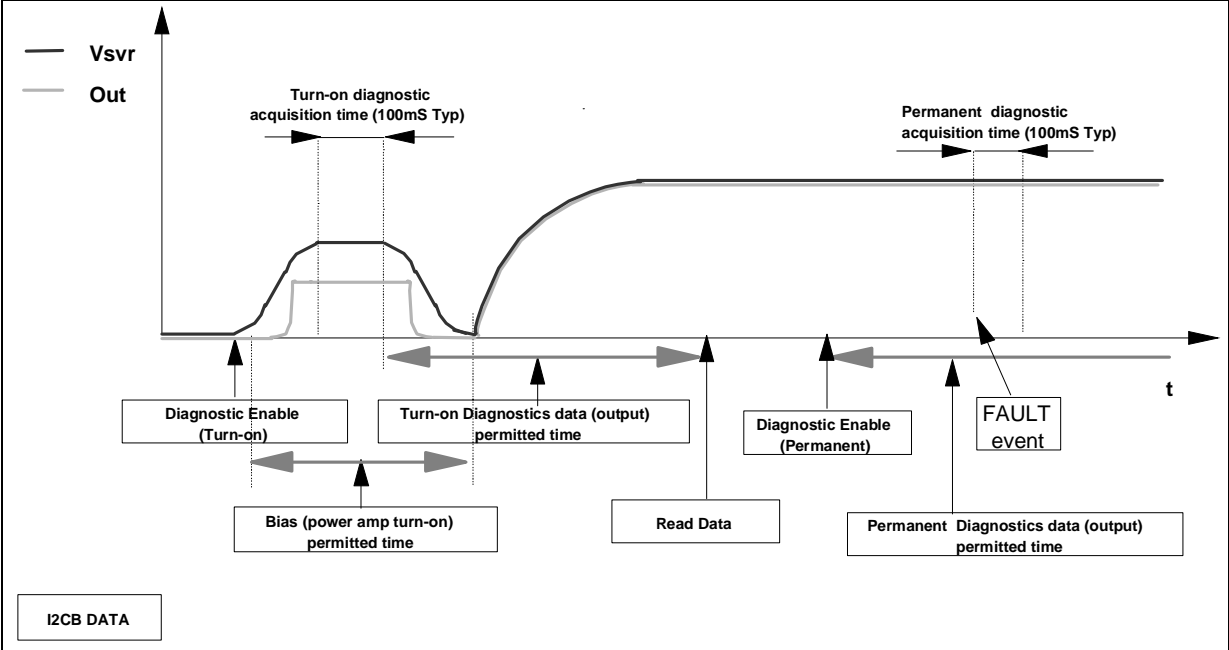 Vsvr
Out
Turn-on diagnostic
acquisition time (100mS Typ)
Permanent diagnostic
acquisition time (100mS Typ)
t
Diagnostic Enable
(Turn-on)
Turn-on Diagnostics data (output)
permitted time
Diagnostic Enable
(Permanent)
FAULT
event
Bias (power amp turn-on)
permitted time
Read Data
Permanent Diagnostics data (output)
permitted time
I2CB DATA